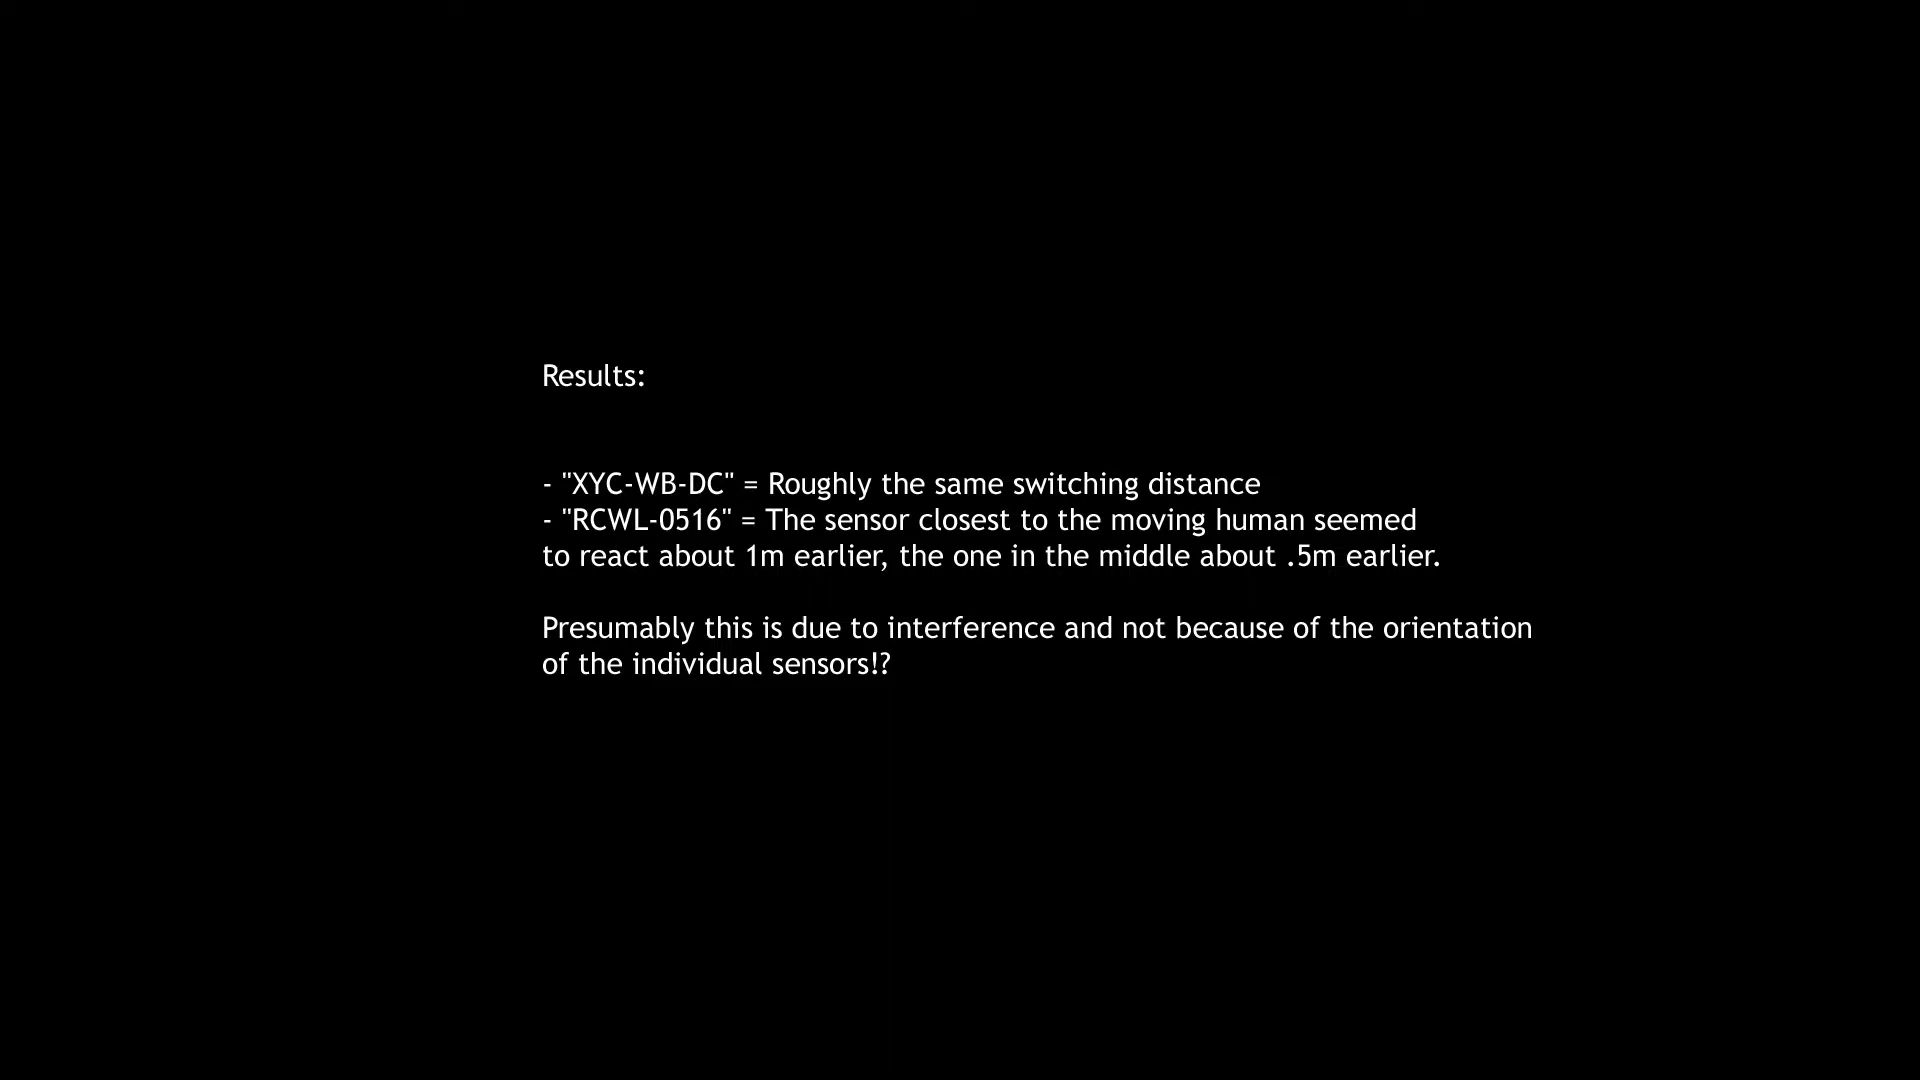 Results:
- "XYC-WB-DC" = Roughly the same switching distance
- "RCWL-0516" = The sensor closest to the moving human seemed
to react about 1m earlier, the one in the middle about .5m earlier.
Presumably this is due to interference and not because of the orientation
of the individual sensors!?